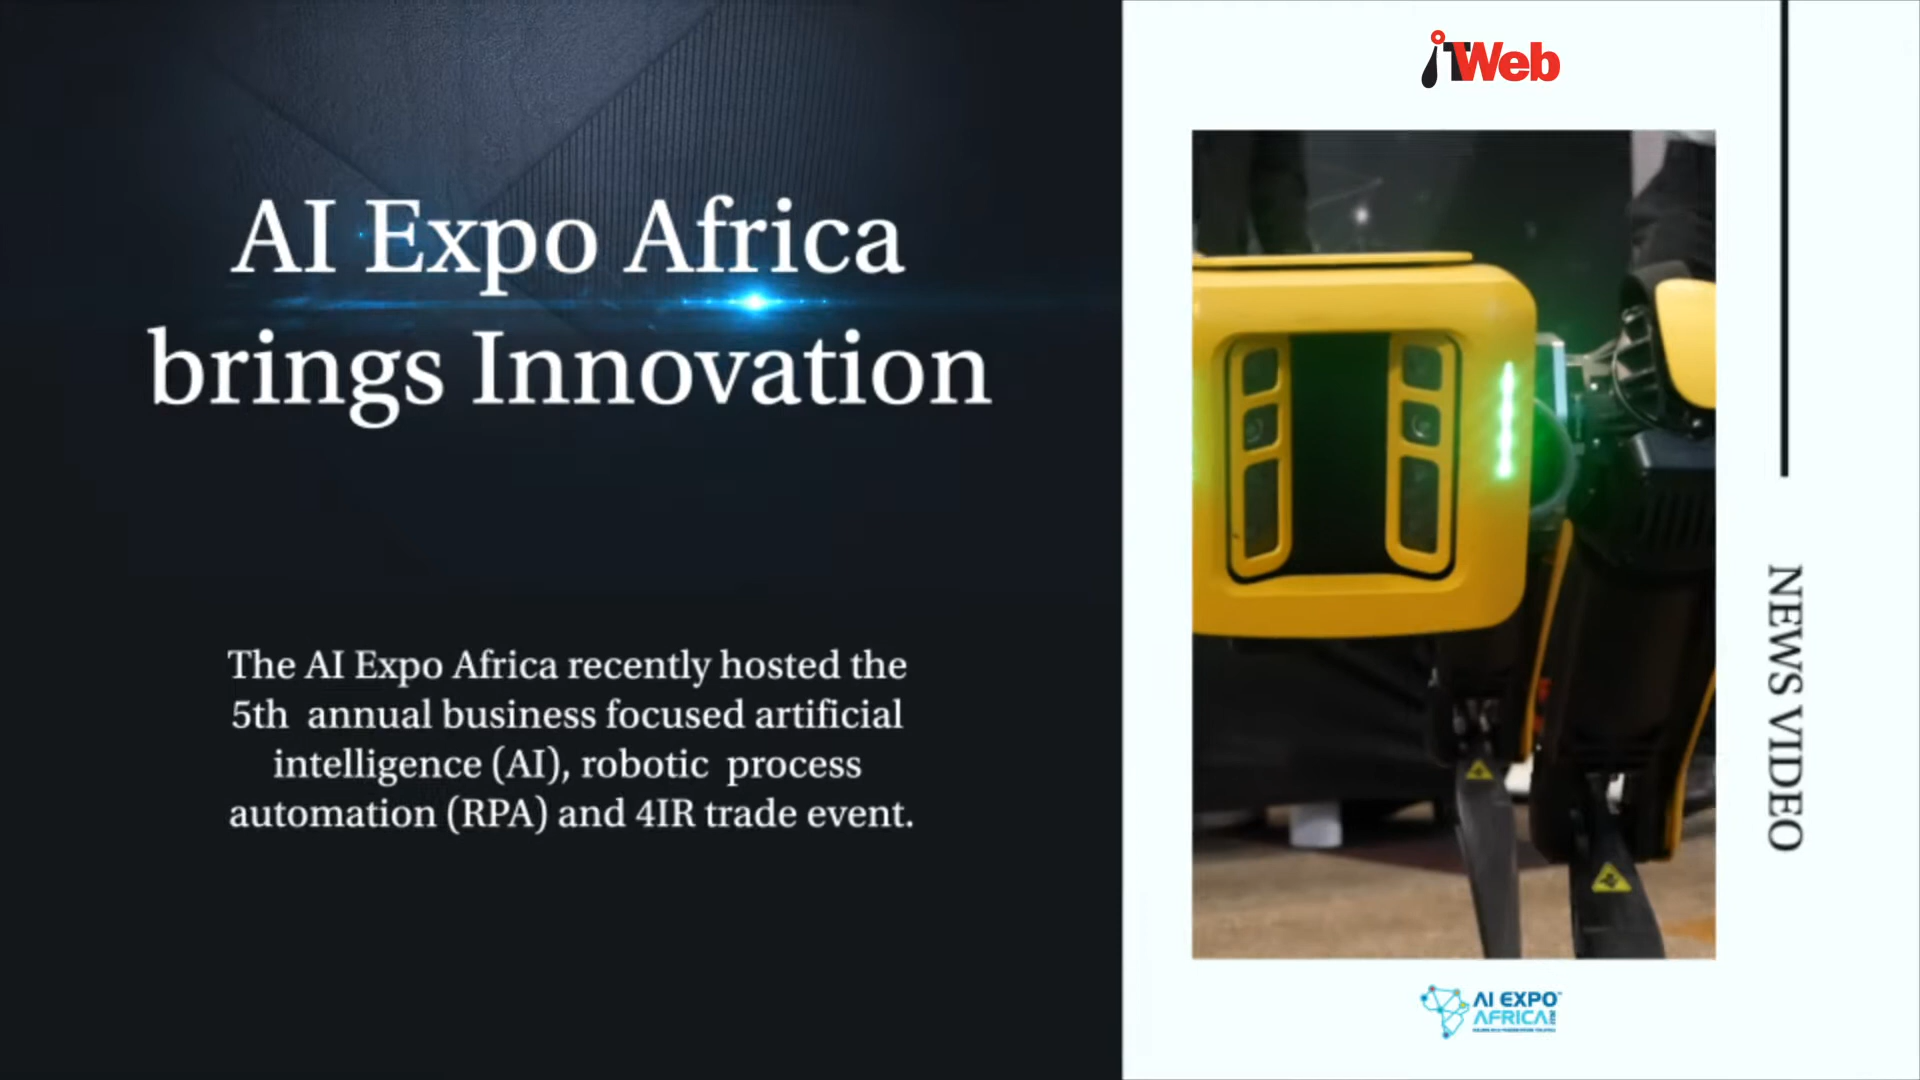 AI Expo Africa
brings Innovation
The AI Expo Africa recently hosted the
5th annual business focused artificial
intelligence (AI), robotic process
automation (RPA) and 4IR trade event.
iTWeb
NEWS VIDEO
AI EXPO
AFRICA